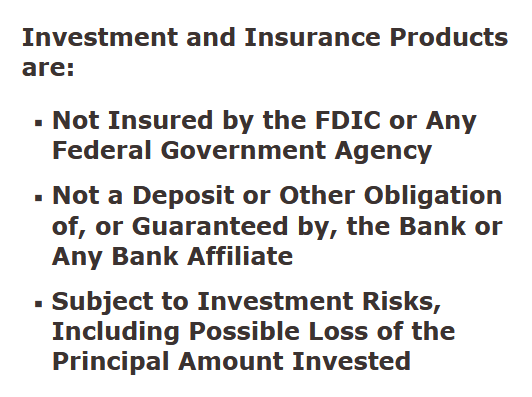 Investment and Insurance Products
are:
▪ Not Insured by the FDIC or Any
Federal Government Agency
▪ Not a Deposit or Other Obligation
of, or Guaranteed by, the Bank or
Any Bank Affiliate
▪ Subject to Investment Risks,
Including Possible Loss of the
Principal Amount Invested